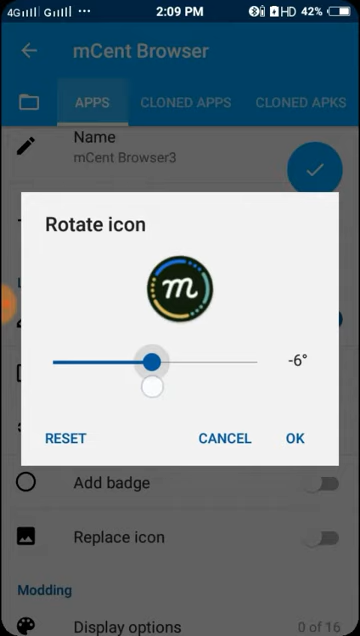 4G G ... 2:09 PM HD 42%
mCent Browser
APPS CLONED APPS CLONED APKS
Name
mCent Browser3
Rotate icon
m
-6°
RESET CANCEL OK
Add badge
Replace icon
Modding
Display options 0 of 16